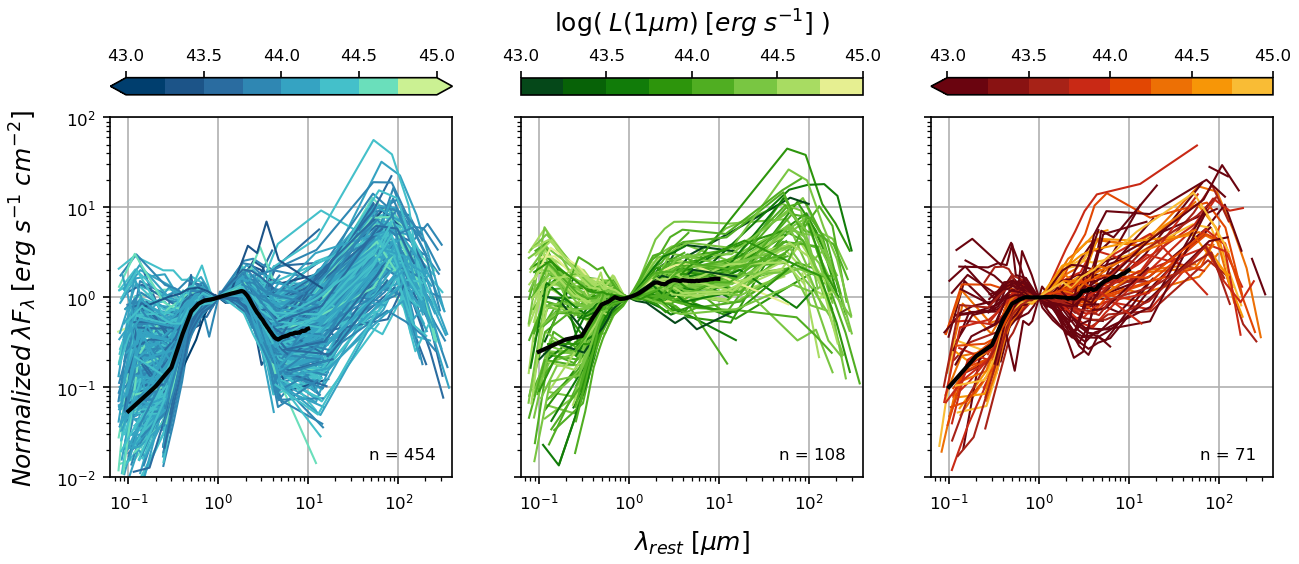 log( L(1μm) [erg s⁻¹] )
43.0 43.5 44.0 44.5 45.0
43.0 43.5 44.0 44.5 45.0
43.0 43.5 44.0 44.5 45.0
Normalized λF_λ [erg s⁻¹ cm⁻²]
10²
10¹
10⁰
10⁻¹
10⁻²
n = 454
n = 108
n = 71
10⁻¹ 10⁰ 10¹ 10²
10⁻¹ 10⁰ 10¹ 10²
10⁻¹ 10⁰ 10¹ 10²
λ_rest [μm]